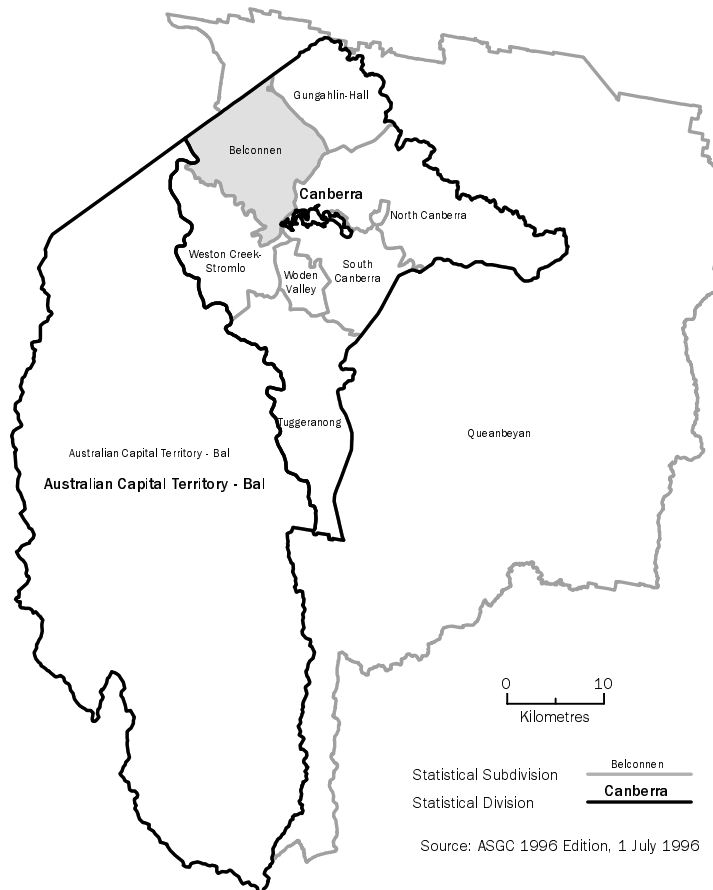 Gungahlin-Hall
Belconnen
Canberra
North Canberra
Weston Creek-
Stromlo
South
Canberra
Woden
Valley
Tuggeranong
Queanbeyan
Australian Capital Territory - Bal
Australian Capital Territory - Bal
0 10
Kilometres
Statistical Subdivision Belconnen
Statistical Division Canberra
Source: ASGC 1996 Edition, 1 July 1996